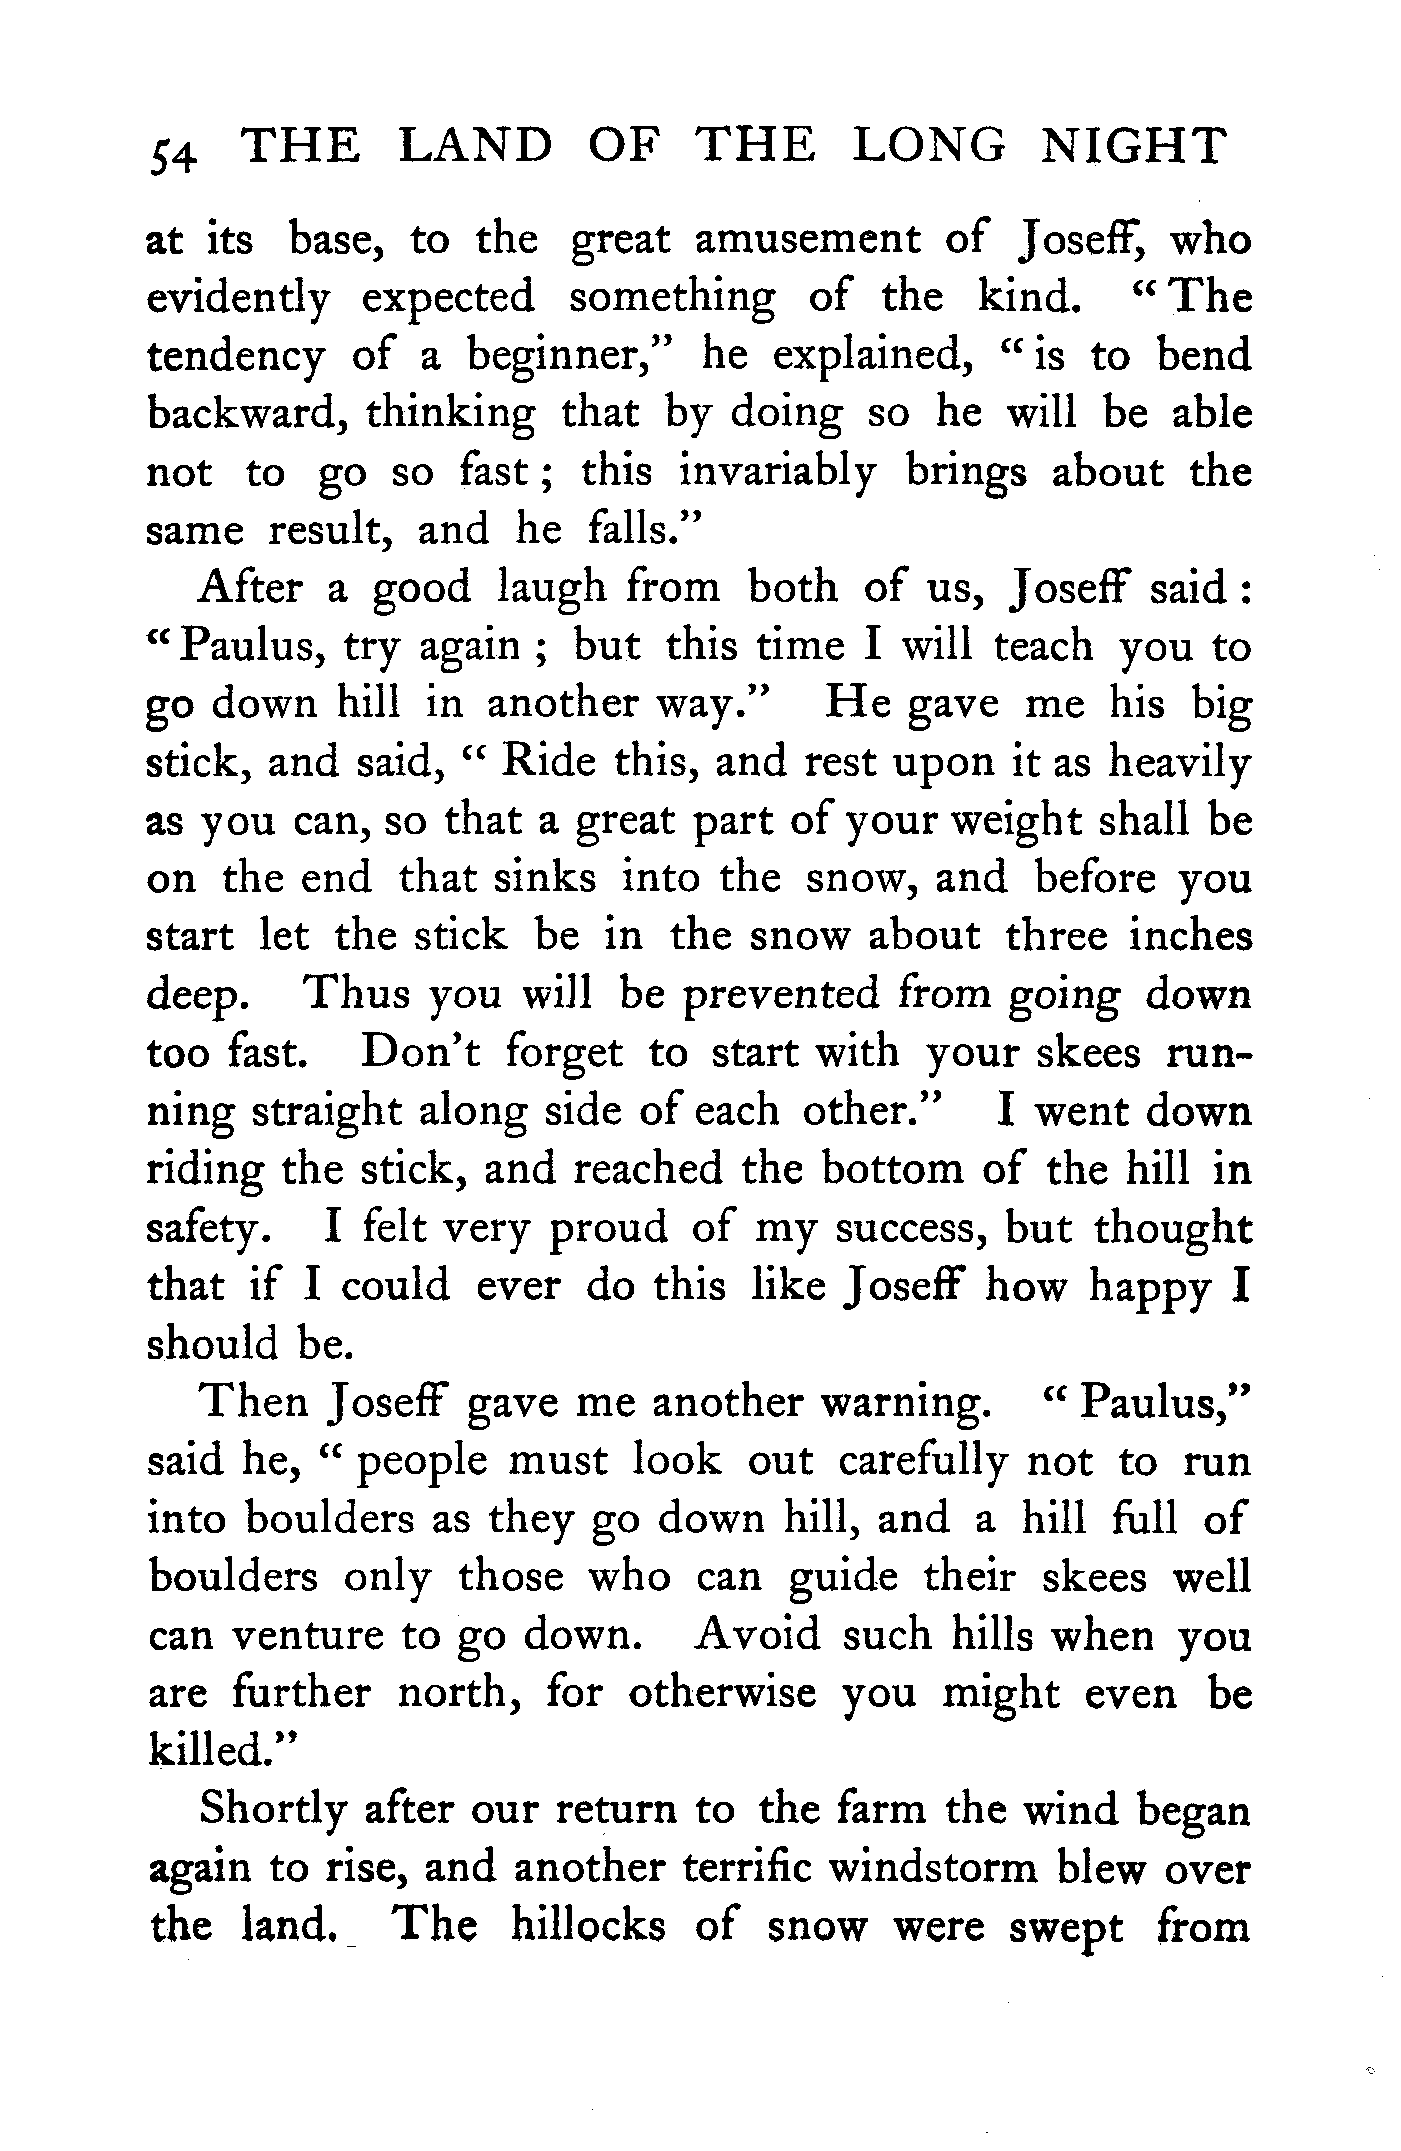 54 THE LAND OF THE LONG NIGHT
at its base, to the great amusement of Joseff, who
evidently expected something of the kind. “The
tendency of a beginner,” he explained, “is to bend
backward, thinking that by doing so he will be able
not to go so fast ; this invariably brings about the
same result, and he falls.”
After a good laugh from both of us, Joseff said :
“Paulus, try again ; but this time I will teach you to
go down hill in another way.” He gave me his big
stick, and said, “ Ride this, and rest upon it as heavily
as you can, so that a great part of your weight shall be
on the end that sinks into the snow, and before you
start let the stick be in the snow about three inches
deep. Thus you will be prevented from going down
too fast. Don’t forget to start with your skees run-
ning straight along side of each other.” I went down
riding the stick, and reached the bottom of the hill in
safety. I felt very proud of my success, but thought
that if I could ever do this like Joseff how happy I
should be.
Then Joseff gave me another warning. “ Paulus,”
said he, “ people must look out carefully not to run
into boulders as they go down hill, and a hill full of
boulders only those who can guide their skees well
can venture to go down. Avoid such hills when you
are further north, for otherwise you might even be
killed.”
Shortly after our return to the farm the wind began
again to rise, and another terrific windstorm blew over
the land. The hillocks of snow were swept from